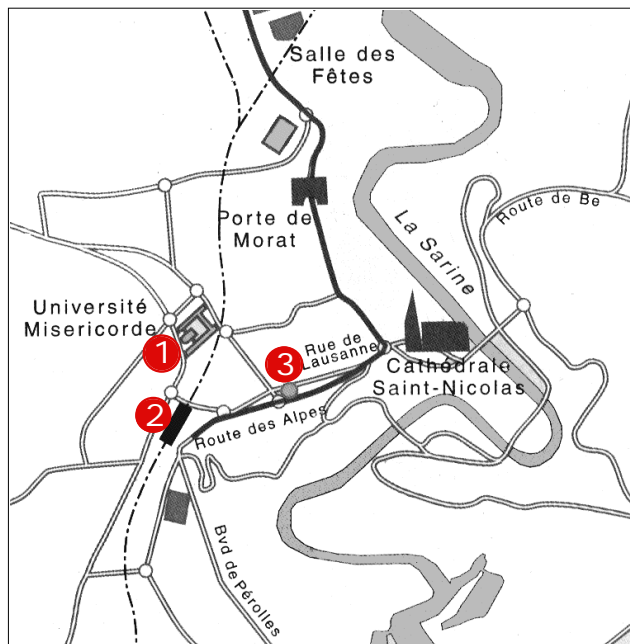 Salle des
Fêtes
Porte de
Morat
La Sarine
Route de Be
Université
Misericorde
1
2
3
Rue de
Lausanne
Cathédrale
Saint-Nicolas
Route des Alpes
Bvd de Pérolles